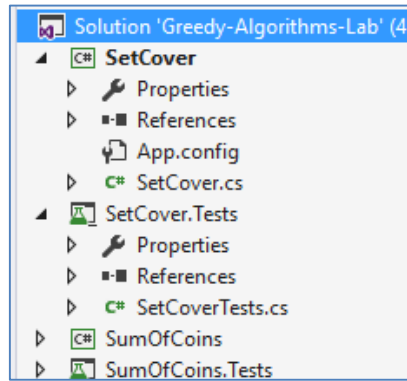 Solution 'Greedy-Algorithms-Lab' (4
C# SetCover
Properties
References
App.config
C# SetCover.cs
SetCover.Tests
Properties
References
C# SetCoverTests.cs
C# SumOfCoins
SumOfCoins.Tests